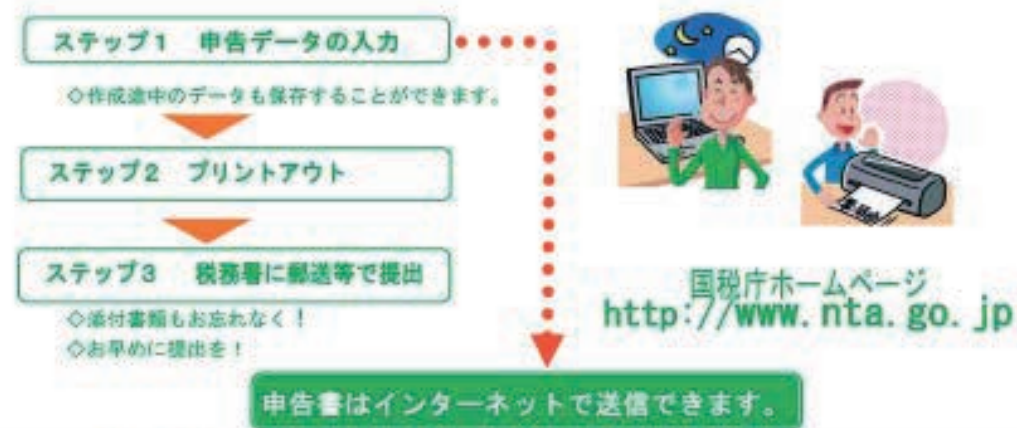 ステップ1 申告データの入力
◇作成途中のデータも保存することができます。
ステップ2 プリントアウト
ステップ3 税務署に郵送等で提出
◇添付書類もお忘れなく!
◇お早めに提出を!
国税庁ホームページ
http://www.nta.go.jp
申告書はインターネットで送信できます。